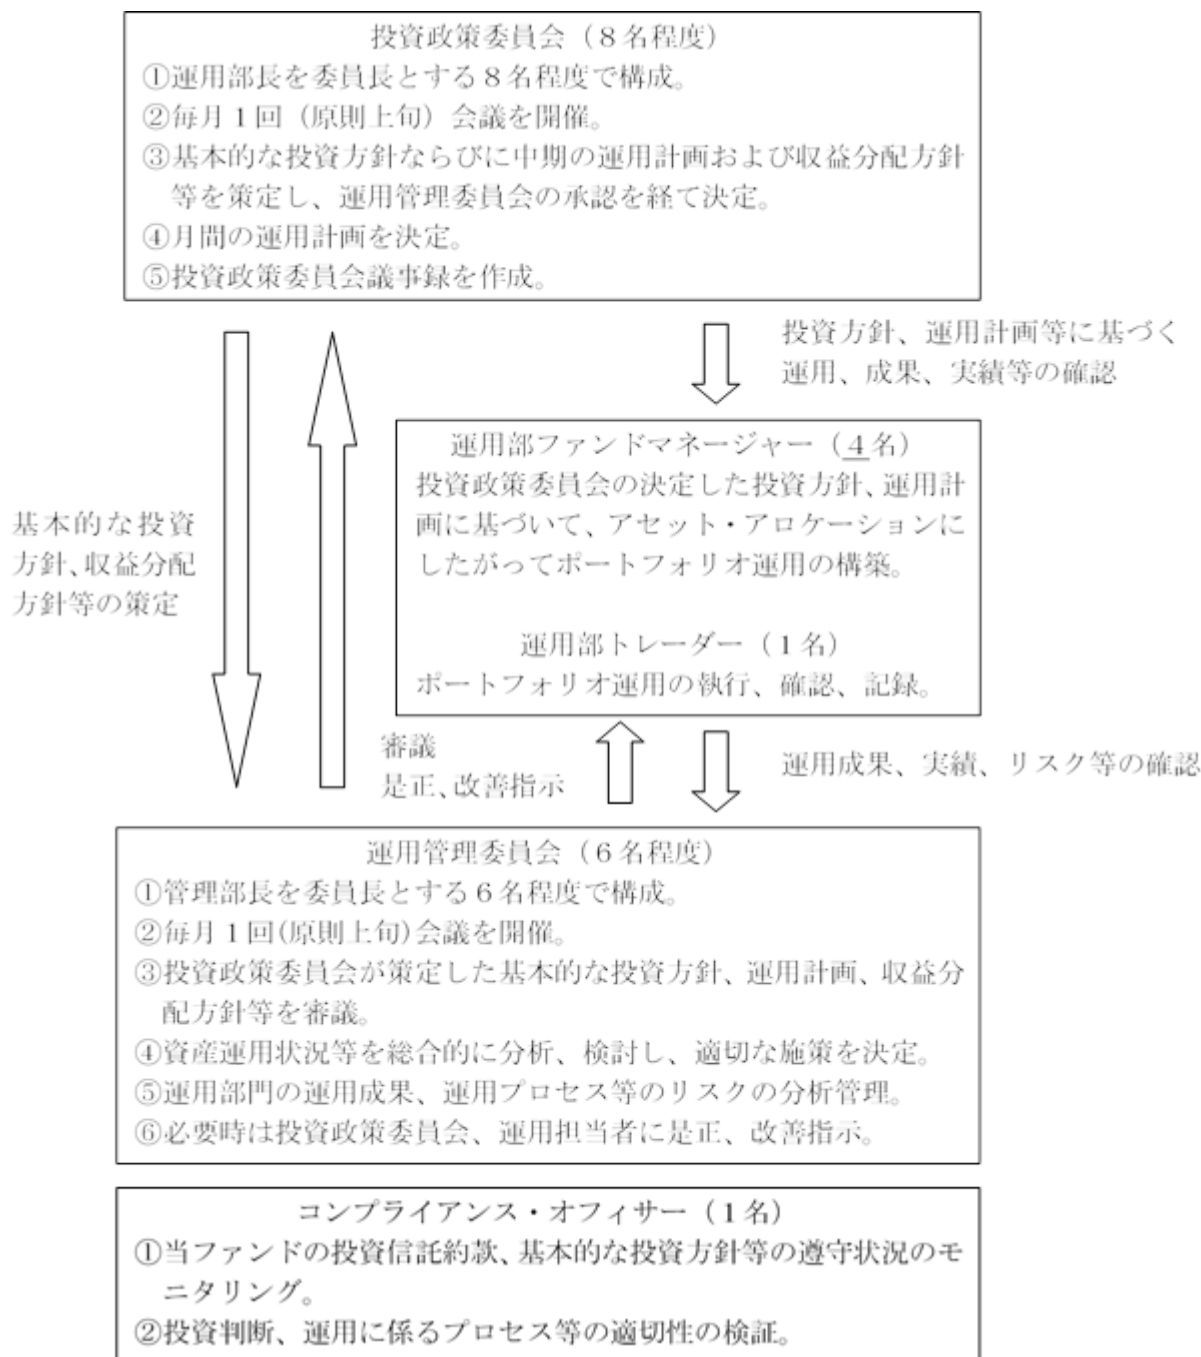 投資政策委員会（８名程度）
①運用部長を委員長とする８名程度で構成。
②毎月１回（原則上旬）会議を開催。
③基本的な投資方針ならびに中期の運用計画および収益分配方針
等を策定し、運用管理委員会の承認を経て決定。
④月間の運用計画を決定。
⑤投資政策委員会議事録を作成。
投資方針、運用計画等に基づく
運用、成果、実績等の確認
運用部ファンドマネージャー（４名）
投資政策委員会の決定した投資方針、運用計
画に基づいて、アセット・アロケーションに
したがってポートフォリオ運用の構築。
基本的な投資
方針、収益分配
方針等の策定
運用部トレーダー（１名）
ポートフォリオ運用の執行、確認、記録。
審議
是正、改善指示
運用成果、実績、リスク等の確認
運用管理委員会（６名程度）
①管理部長を委員長とする６名程度で構成。
②毎月１回(原則上旬)会議を開催。
③投資政策委員会が策定した基本的な投資方針、運用計画、収益分
配方針等を審議。
④資産運用状況等を総合的に分析、検討し、適切な施策を決定。
⑤運用部門の運用成果、運用プロセス等のリスクの分析管理。
⑥必要時は投資政策委員会、運用担当者に是正、改善指示。
コンプライアンス・オフィサー（１名）
①当ファンドの投資信託約款、基本的な投資方針等の遵守状況のモ
ニタリング。
②投資判断、運用に係るプロセス等の適切性の検証。